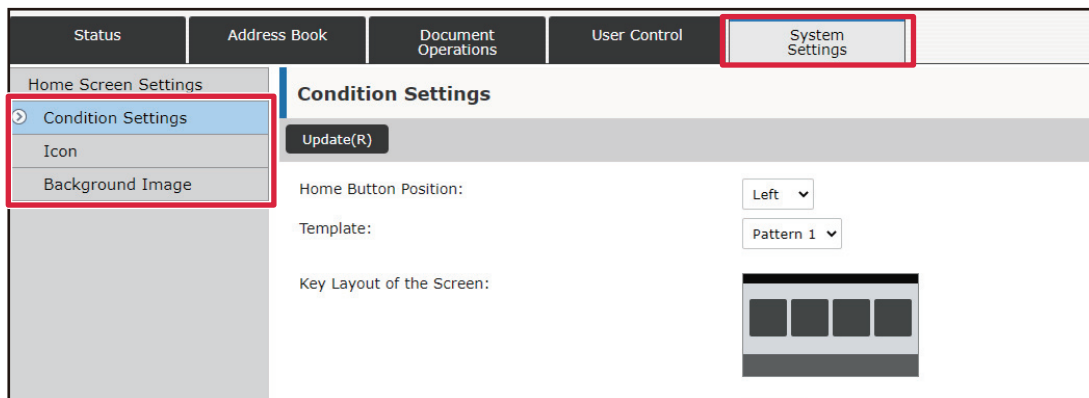 Status
Address Book
Document
Operations
User Control
System
Settings
Home Screen Settings
Condition Settings
Icon
Background Image
Condition Settings
Update(R)
Home Button Position:
Left
Template:
Pattern 1
Key Layout of the Screen: